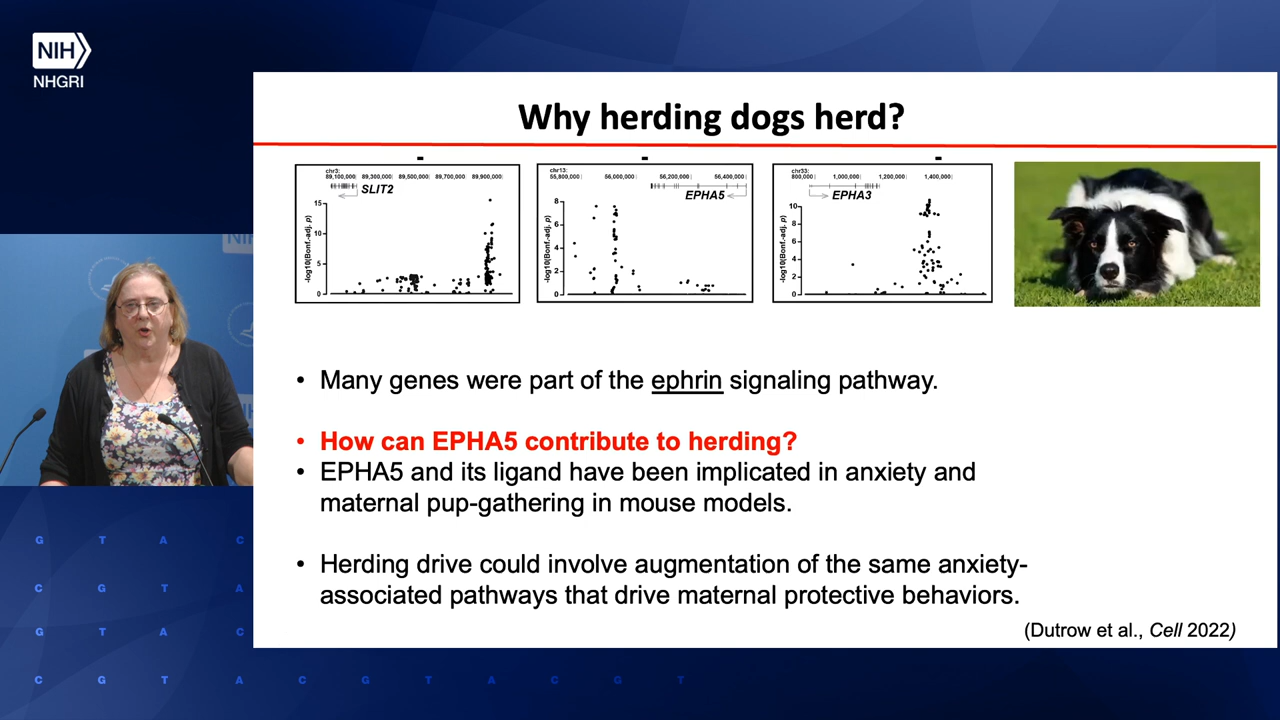 NIH
NHGRI
Why herding dogs herd?
chr3:
89,100,000| 89,300,000| 89,500,000| 89,700,000| 89,900,000|
SLIT2
-log10(Bonf.-adj. p)
15
10
5
0
chr13:
55,800,000| 56,000,000| 56,200,000| 56,400,000|
EPHA5
-log10(Bonf.-adj. p)
8
6
4
2
0
chr33:
800,000| 1,000,000| 1,200,000| 1,400,000|
EPHA3
-log10(Bonf.-adj. p)
10
8
6
4
2
0
• Many genes were part of the ephrin signaling pathway.
• How can EPHA5 contribute to herding?
• EPHA5 and its ligand have been implicated in anxiety and
maternal pup-gathering in mouse models.
• Herding drive could involve augmentation of the same anxiety-
associated pathways that drive maternal protective behaviors.
(Dutrow et al., Cell 2022)
G T A C
C G T A
G T A C
C G T A C G T A C G T